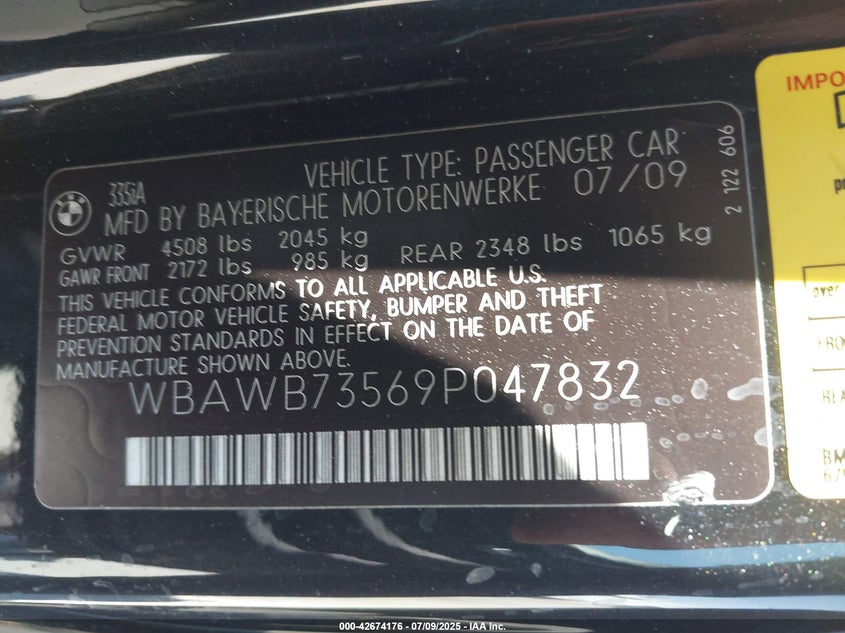 335iA
VEHICLE TYPE: PASSENGER CAR
MFD BY BAYERISCHE MOTORENWERKE 07/09
GVWR 4508 lbs 2045 kg
GAWR FRONT 2172 lbs 985 kg REAR 2348 lbs 1065 kg
THIS VEHICLE CONFORMS TO ALL APPLICABLE U.S.
FEDERAL MOTOR VEHICLE SAFETY, BUMPER AND THEFT
PREVENTION STANDARDS IN EFFECT ON THE DATE OF
MANUFACTURE SHOWN ABOVE.
WBAWB73569P047832
2 122 606
IMPO
over
BM
000-42674176 - 07/09/2025 - IAA Inc.